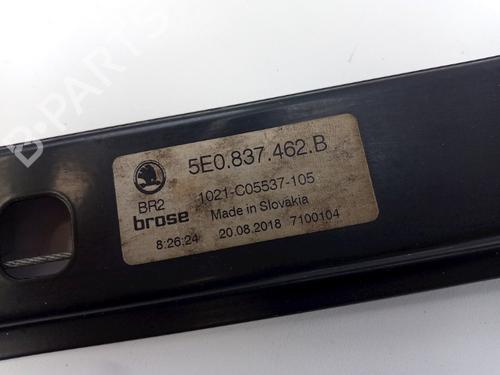 B-PARTS
5E0.837.462.B
1021-C05537-105
BR2
Made in Slovakia
brose
8:26:24 20.08.2018 7100104